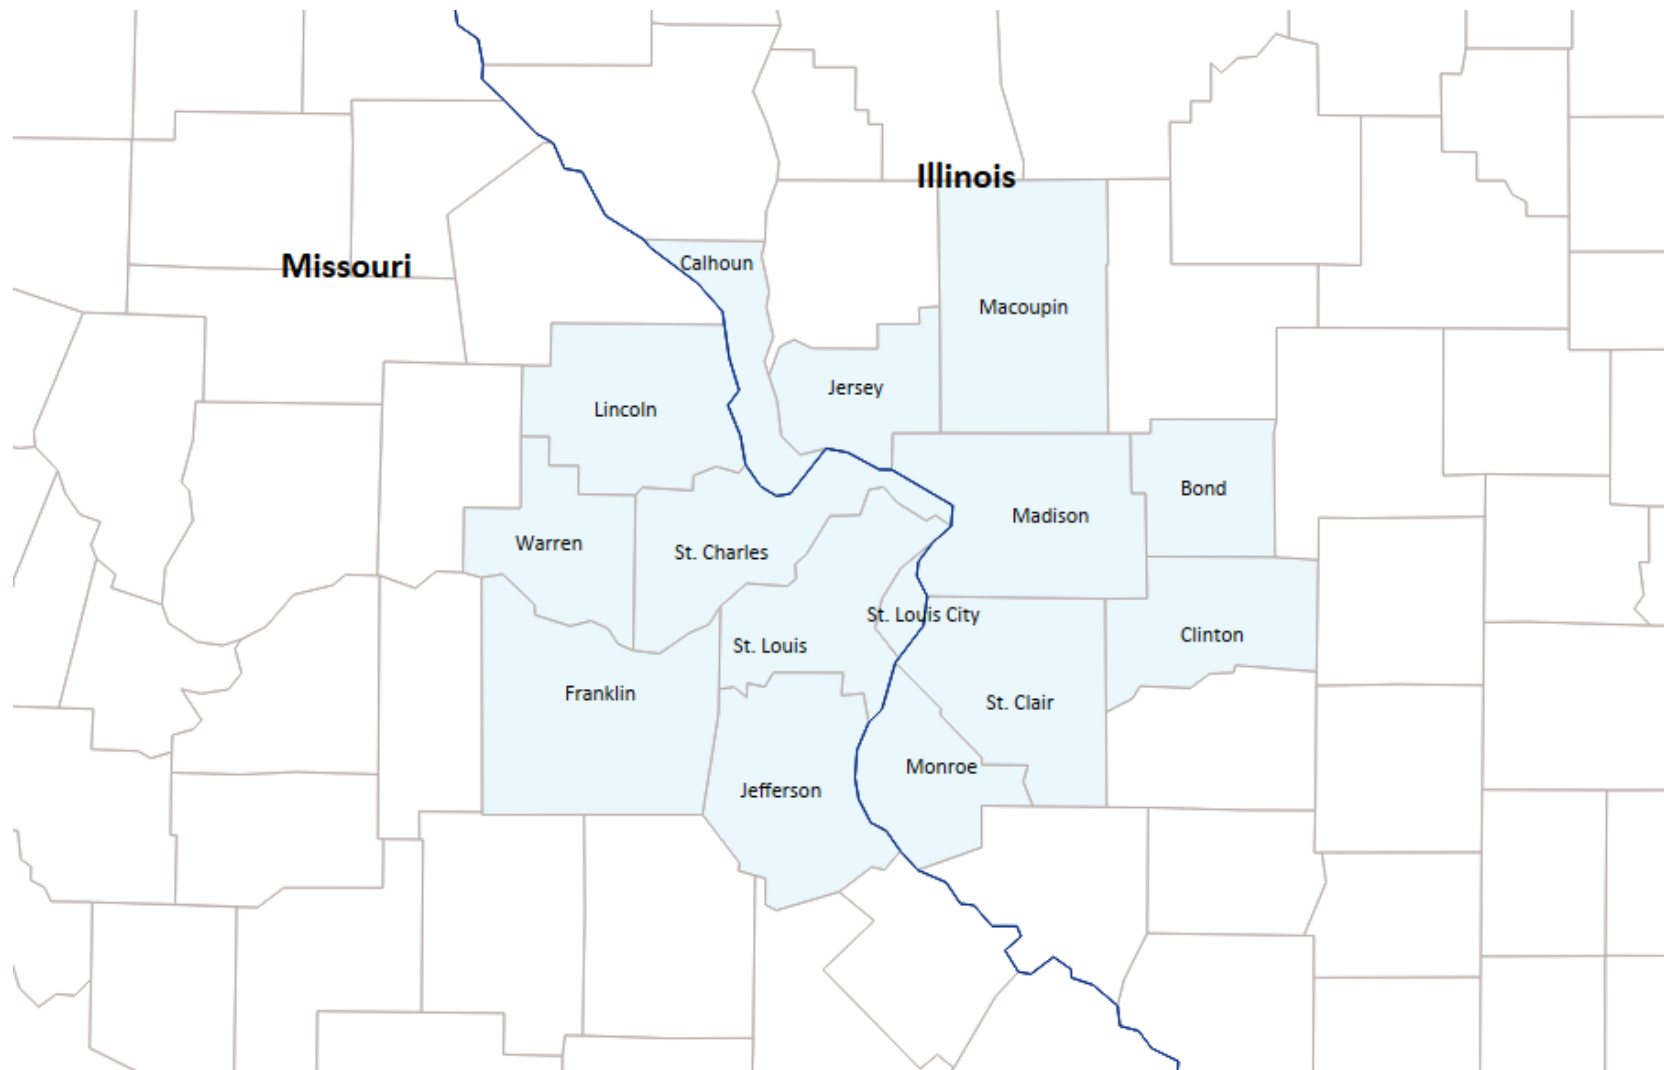 Illinois
Missouri
Calhoun
Macoupin
Jersey
Lincoln
Bond
Madison
Warren
St. Charles
St. Louis City
Clinton
St. Louis
Franklin
St. Clair
Monroe
Jefferson